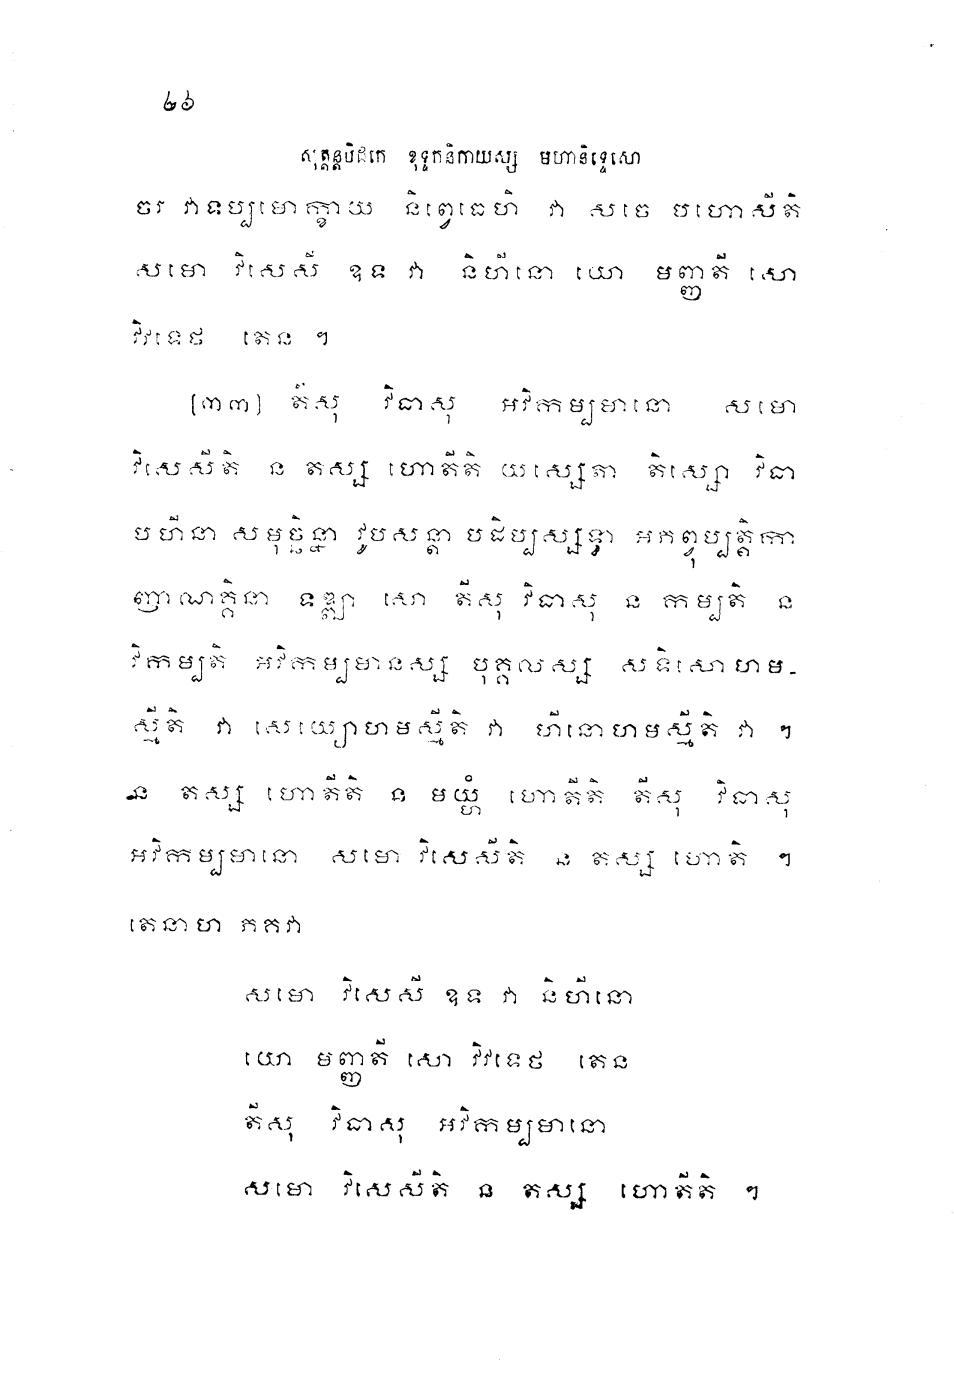 ២៦
សុត្តន្តបិដកេ ខុទ្ទកនិកាយស្ស មហានិទ្ទេសោ
ចរ វាទប្បមោក្ខាយ និព្វេធេហិ វា សចេ បហោសីតិ
សមោ វិសេសី ឧទ វា និហីនោ យោ មញ្ញតី សោ
វិវទេថ តេន ៗ
[៣៣] តីសុ វិធាសុ អវិកម្បមានោ សមោ
វិសេសីតិ ន តស្ស ហោតីតិ យស្សេតា តិស្សោ វិធា
បហីនា សមុច្ឆិន្នា វូបសន្តា បដិប្បស្សទ្ធា អភព្វុប្បត្តិកា
ញាណគ្គិនា ទឌ្ឍា សោ តីសុ វិធាសុ ន កម្បតិ ន
វិកម្បតិ អវិកម្បមានស្ស បុគ្គលស្ស សទិសោហម-
ស្មីតិ វា សេយ្យោហមស្មីតិ វា ហីនោហមស្មីតិ វា ៗ
ន តស្ស ហោតីតិ ន មយ្ហំ ហោតីតិ តីសុ វិធាសុ
អវិកម្បមានោ សមោ វិសេសីតិ ន តស្ស ហោតិ ៗ
តេនាហ ភគវា
សមោ វិសេសី ឧទ វា និហីនោ
យោ មញ្ញតី សោ វិវទេថ តេន
តីសុ វិធាសុ អវិកម្បមានោ
សមោ វិសេសីតិ ន តស្ស ហោតីតិ ៗ